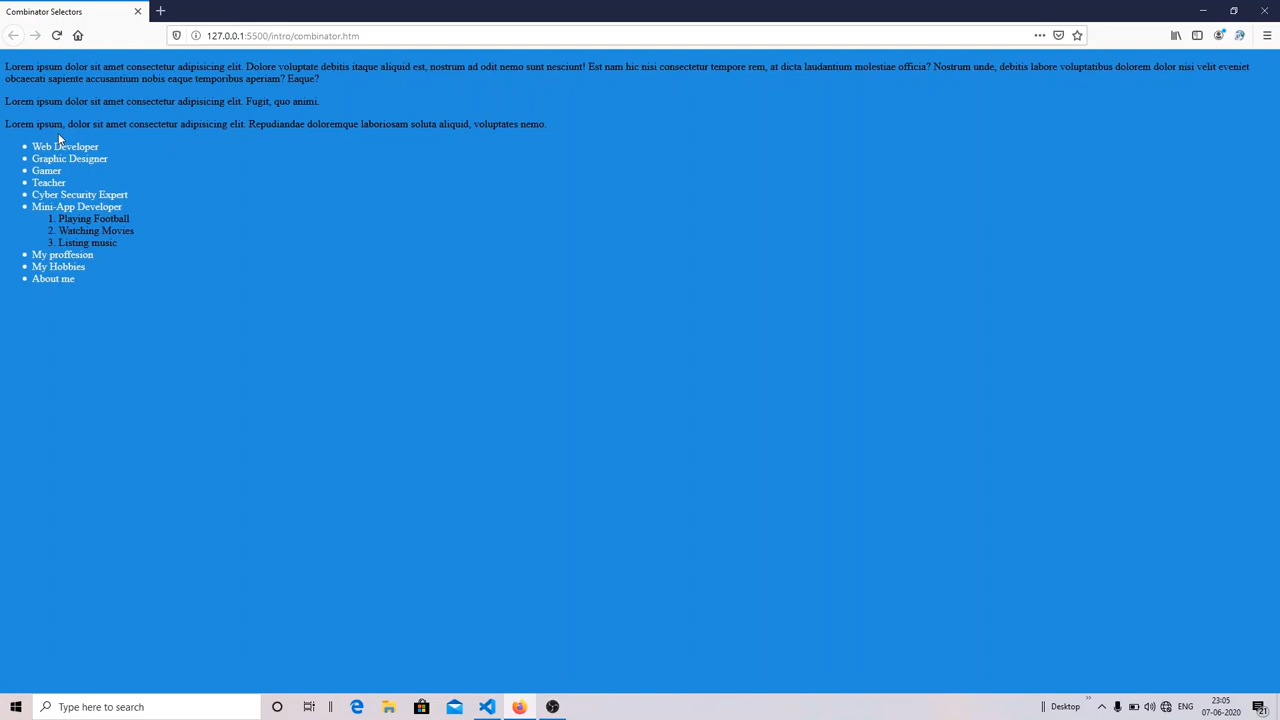 Combinator Selectors
127.0.0.1:5500/intro/combinator.htm
Lorem ipsum dolor sit amet consectetur adipisicing elit. Dolore voluptate debitis itaque aliquid est, nostrum ad odit nemo sunt nesciunt! Est nam hic nisi consectetur tempore rem, at dicta laudantium molestiae officia? Nostrum unde, debitis labore voluptatibus dolorem dolor nisi velit eveniet
obcaecati sapiente accusantium nobis eaque temporibus aperiam? Eaque?
Lorem ipsum dolor sit amet consectetur adipisicing elit. Fugit, quo animi.
Lorem ipsum, dolor sit amet consectetur adipisicing elit. Repudiandae doloremque laboriosam soluta aliquid, voluptates nemo.
Web Developer
Graphic Designer
Gamer
Teacher
Cyber Security Expert
Mini-App Developer
1. Playing Football
2. Watching Movies
3. Listing music
My proffesion
My Hobbies
About me
Type here to search
Desktop
ENG
23:05
07-06-2020
21